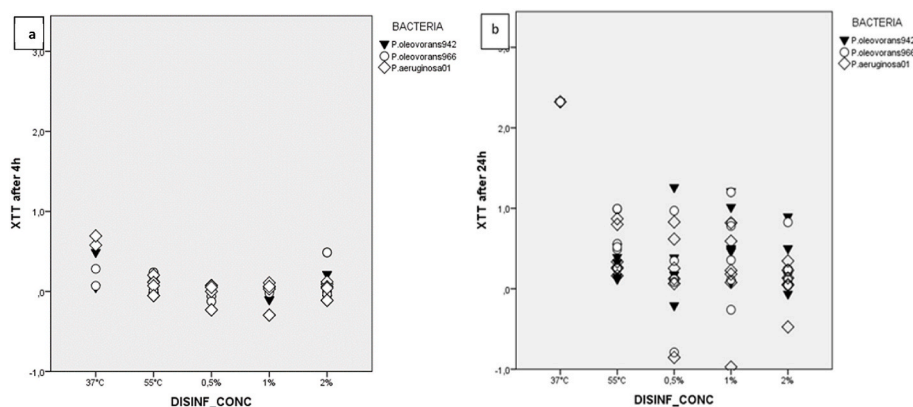 a
BACTERIA
P.oleovorans942
P.oleovorans966
P.aeruginosa01
3,0
2,0
1,0
,0
-1,0
XTT after 4h
37°C 55°C 0,5% 1% 2%
DISINF_CONC
b
BACTERIA
P.oleovorans942
P.oleovorans966
P.aeruginosa01
3,0
2,0
1,0
,0
-1,0
XTT after 24h
37°C 55°C 0,5% 1% 2%
DISINF_CONC